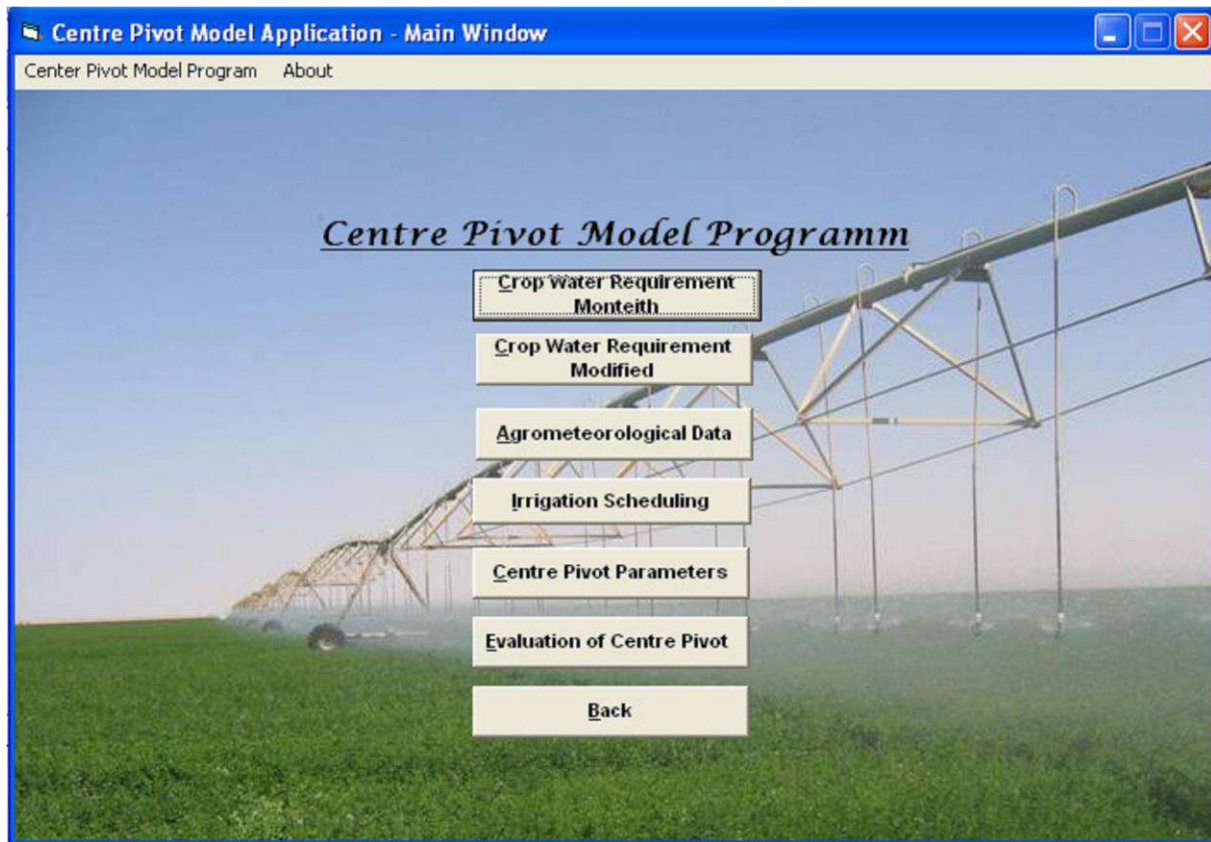 Centre Pivot Model Application - Main Window
Center Pivot Model Program About
Centre Pivot Model Programm
Crop Water Requirement
Monteith
Crop Water Requirement
Modified
Agrometeorological Data
Irrigation Scheduling
Centre Pivot Parameters
Evaluation of Centre Pivot
Back